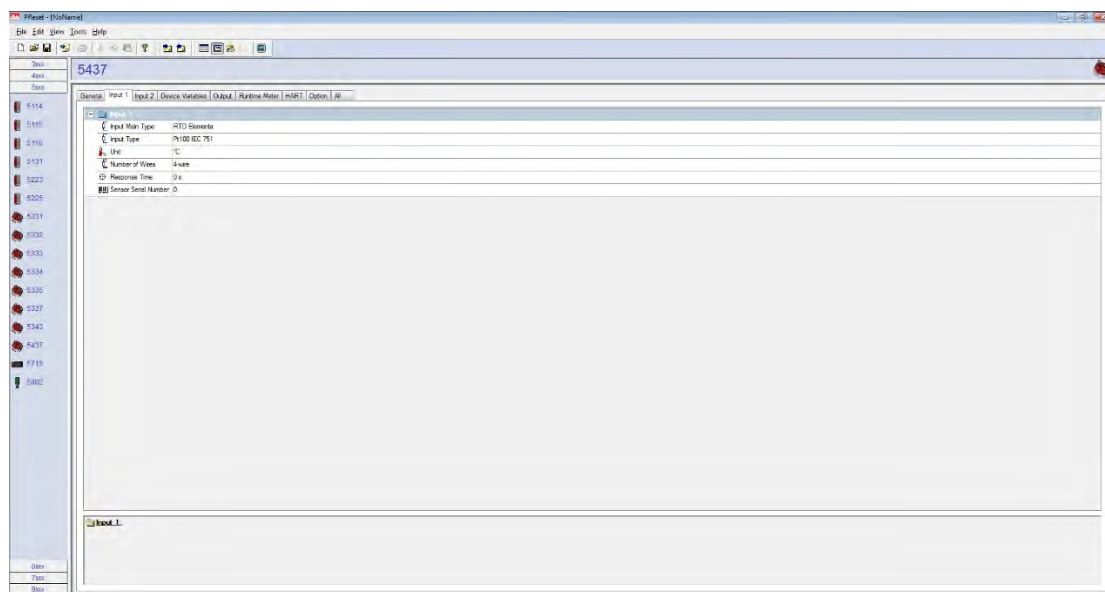 PReset - [NoName]
File Edit View Tools Help
3xxx
4xxx
5xxx
5437
General Input 1 Input 2 Device Variables Output Runtime Meter HART Option All
Input 1
Input Main Type RTD Elemente
Input Type Pt100 IEC 751
Unit °C
Number of Wires 4-wire
Response Time 0 s
Sensor Serial Number 0
5114
5115
5116
5131
5223
5225
5331
5332
5333
5334
5335
5337
5343
5437
5715
Input 1
6xxx
7xxx
9xxx